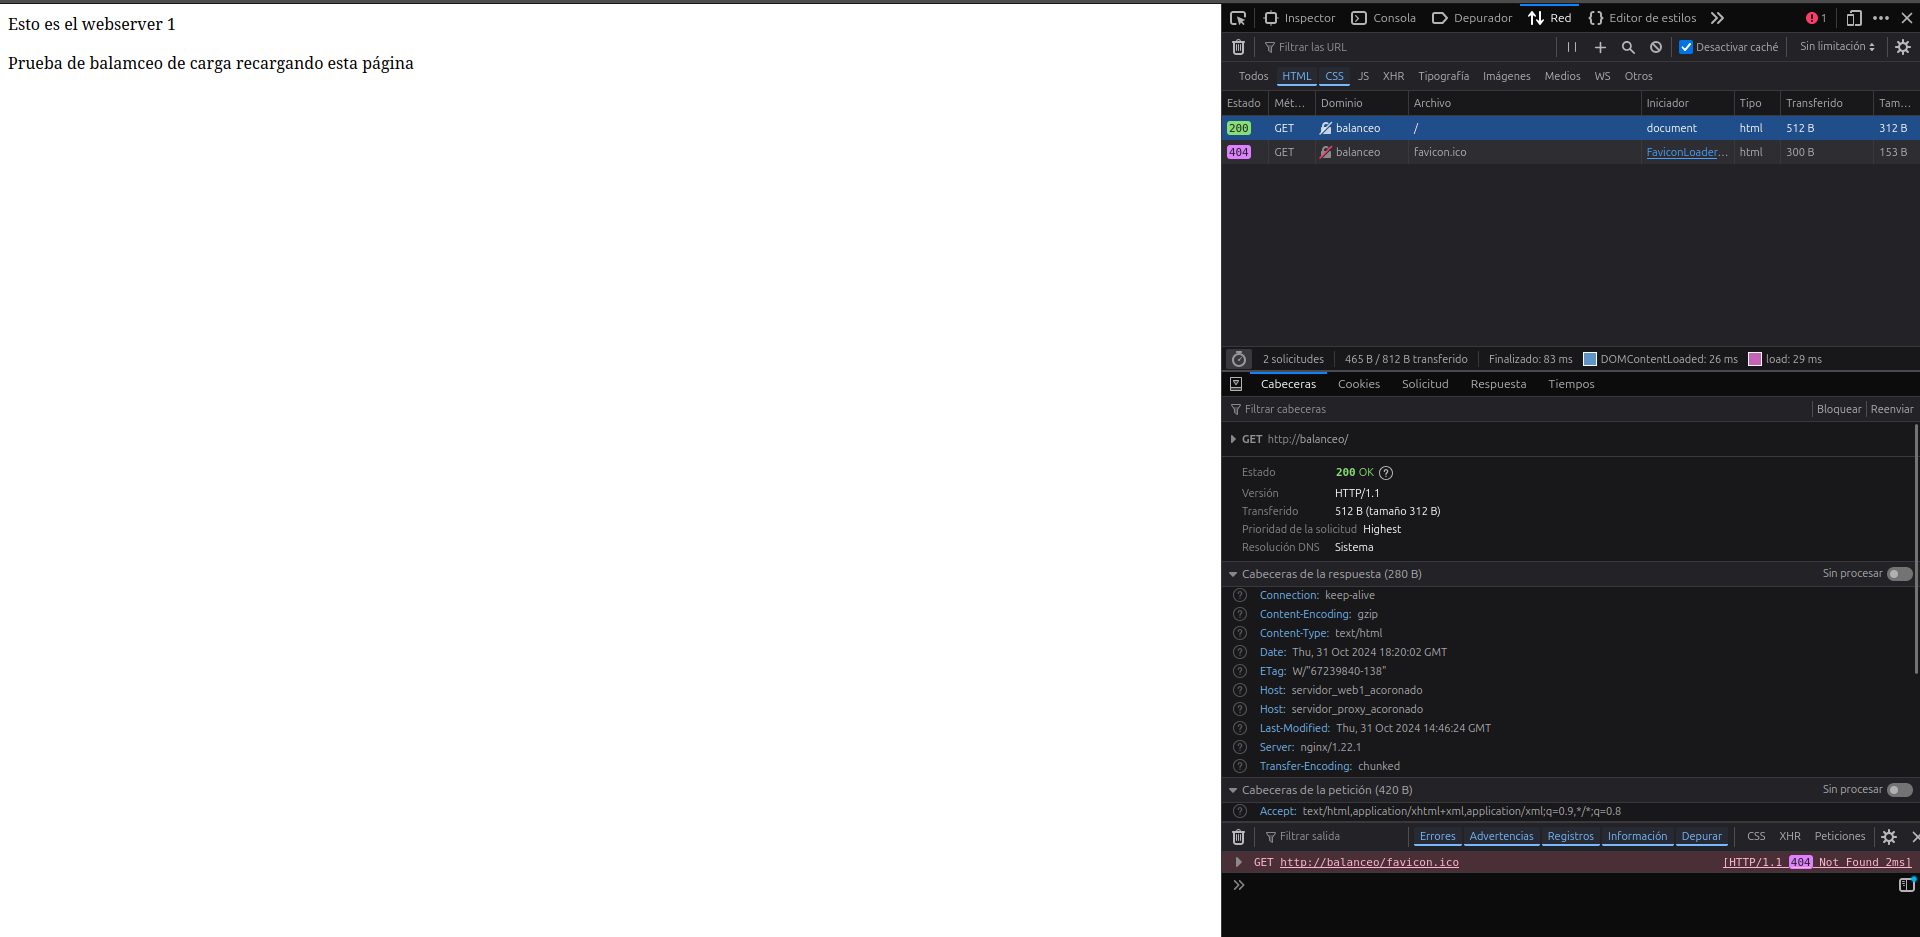 Esto es el webserver 1
Prueba de balamceo de carga recargando esta página
Inspector Consola Depurador Red Editor de estilos 1
Filtrar las URL Desactivar caché Sin limitación
Todos HTML CSS JS XHR Tipografía Imágenes Medios WS Otros
Estado Mét... Dominio Archivo Iniciador Tipo Transferido Tam...
200 GET balanceo / document html 512 B 312 B
404 GET balanceo favicon.ico FaviconLoader... html 300 B 153 B
2 solicitudes 465 B / 812 B transferido Finalizado: 83 ms DOMContentLoaded: 26 ms load: 29 ms
Cabeceras Cookies Solicitud Respuesta Tiempos
Filtrar cabeceras Bloquear Reenviar
GET http://balanceo/
Estado 200 OK
Versión HTTP/1.1
Transferido 512 B (tamaño 312 B)
Prioridad de la solicitud Highest
Resolución DNS Sistema
Cabeceras de la respuesta (280 B) Sin procesar
Connection: keep-alive
Content-Encoding: gzip
Content-Type: text/html
Date: Thu, 31 Oct 2024 18:20:02 GMT
ETag: W/"67239840-138"
Host: servidor_web1_acoronado
Host: servidor_proxy_acoronado
Last-Modified: Thu, 31 Oct 2024 14:46:24 GMT
Server: nginx/1.22.1
Transfer-Encoding: chunked
Cabeceras de la petición (420 B) Sin procesar
Accept: text/html,application/xhtml+xml,application/xml;q=0.9,*/*;q=0.8
Filtrar salida Errores Advertencias Registros Información Depurar CSS XHR Peticiones
GET http://balanceo/favicon.ico [HTTP/1.1 404 Not Found 2ms]